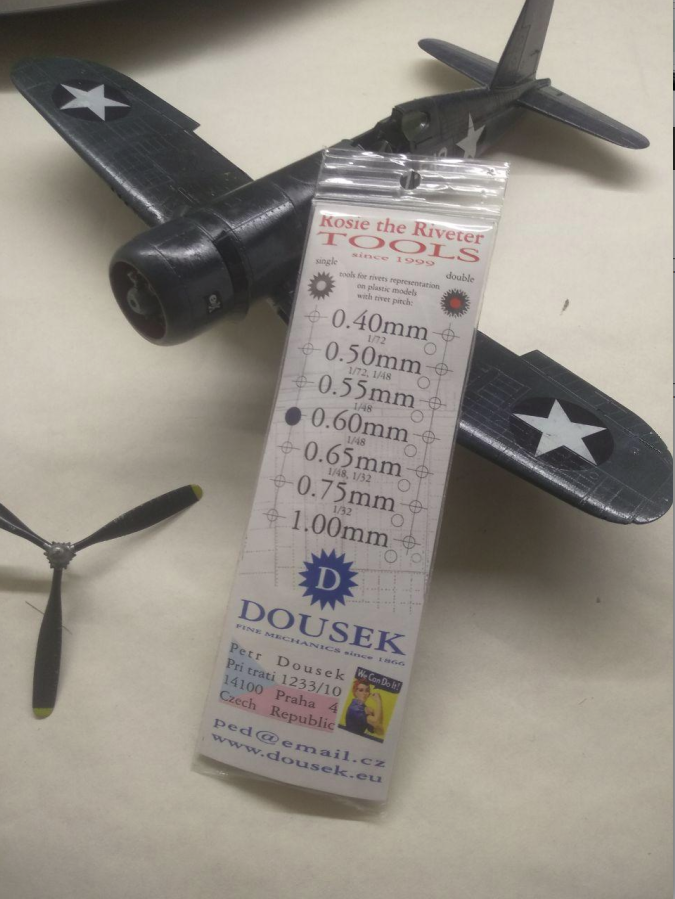 Rosie the Riveter
TOOLS
since 1999
single
double
tools for rivets representation
on plastic models
with rivet pitch:
0.40mm
1/72
0.50mm
1/72, 1/48
0.55mm
1/48
0.60mm
1/48
0.65mm
1/48, 1/32
0.75mm
1/32
1.00mm
D
DOUSEK
FINE MECHANICS since 1966
Petr Dousek
Pri trati 1233/10
14100 Praha 4
Czech Republic
We Can Do It!
ped@email.cz
www.dousek.eu